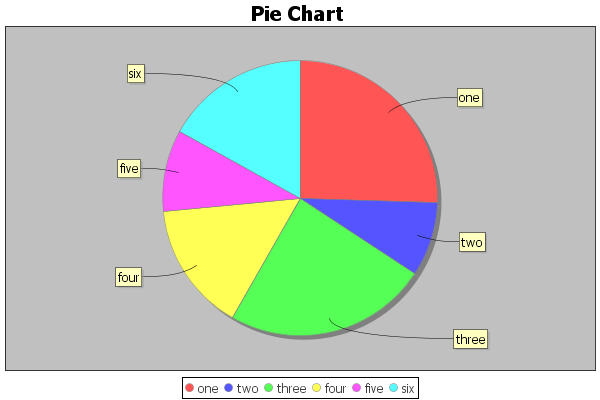 Pie Chart
six
one
five
two
four
three
one two three four five six